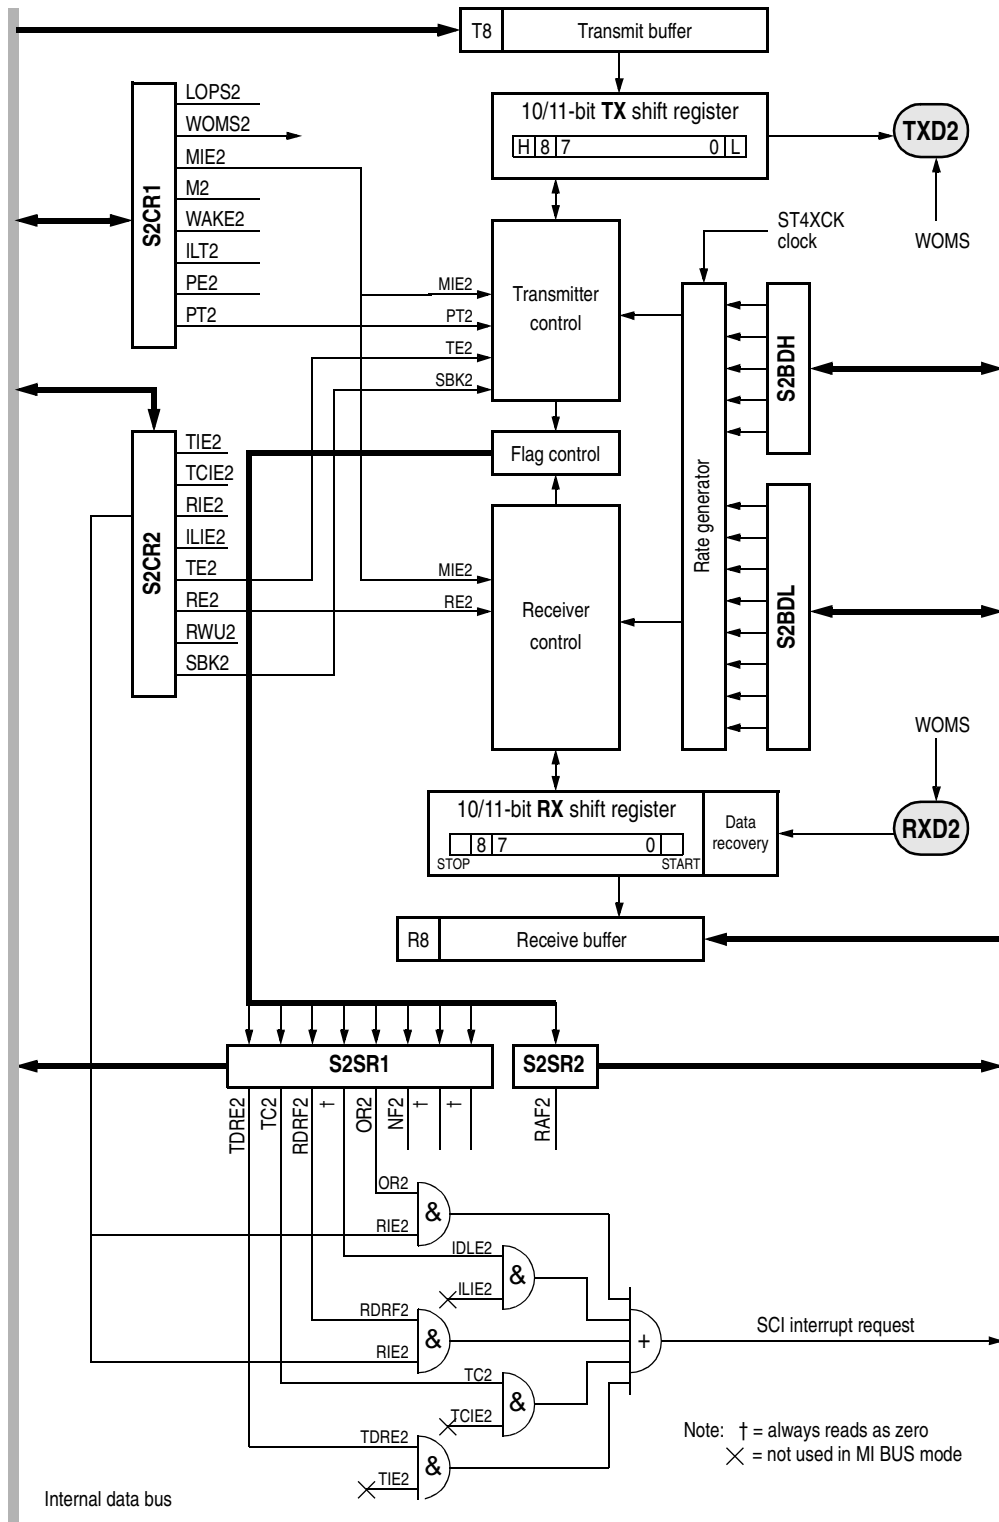 T8 Transmit buffer
10/11-bit TX shift register
H 8 7 0 L
TXD2
WOMS
ST4XCK
clock
S2CR1
LOPS2
WOMS2
MIE2
M2
WAKE2
ILT2
PE2
PT2
MIE2
PT2
TE2
SBK2
Transmitter
control
Rate generator
S2BDH
S2BDL
S2CR2
TIE2
TCIE2
RIE2
ILIE2
TE2
RE2
RWU2
SBK2
Flag control
MIE2
RE2
Receiver
control
WOMS
RXD2
10/11-bit RX shift register
8 7 0
STOP START
Data
recovery
R8 Receive buffer
S2SR1
S2SR2
TDRE2
TC2
RDRF2
†
OR2
NF2
†
†
RAF2
OR2
RIE2
&
IDLE2
ILIE2
&
RDRF2
RIE2
&
TC2
TCIE2
&
TDRE2
TIE2
&
+
SCI interrupt request
Note: † = always reads as zero
= not used in MI BUS mode
Internal data bus